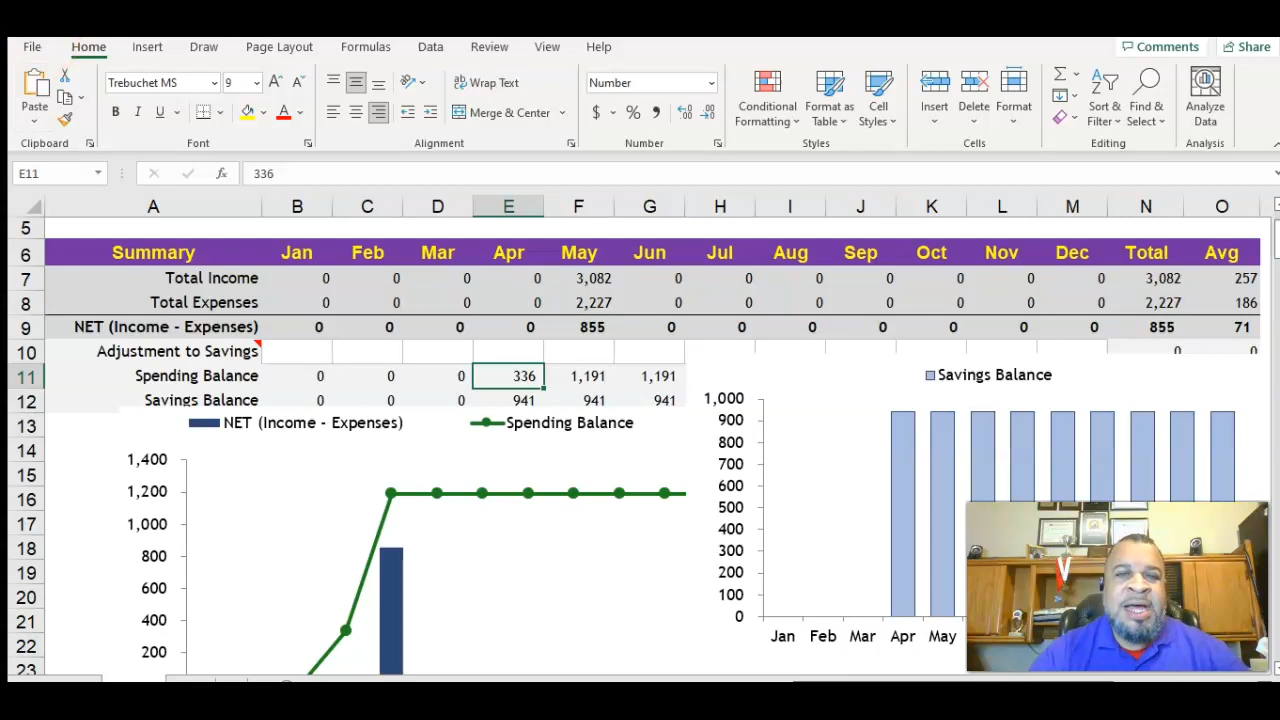 File Home Insert Draw Page Layout Formulas Data Review View Help Comments Share
Trebuchet MS 9 Wrap Text Number
Paste B I U Merge & Center $ % Conditional Formatting Format as Table Cell Styles Insert Delete Format Sort & Filter Find & Select Analyze Data
Clipboard Font Alignment Number Styles Cells Editing Analysis
E11 fx 336
A B C D E F G H I J K L M N O
5
6 Summary Jan Feb Mar Apr May Jun Jul Aug Sep Oct Nov Dec Total Avg
7 Total Income 0 0 0 0 3,082 0 0 0 0 0 0 0 3,082 257
8 Total Expenses 0 0 0 0 2,227 0 0 0 0 0 0 0 2,227 186
9 NET (Income - Expenses) 0 0 0 0 855 0 0 0 0 0 0 0 855 71
10 Adjustment to Savings 0 0
11 Spending Balance 0 0 0 336 1,191 1,191
12 Savings Balance 0 0 0 941 941 941
13
14
15
16
17
18
19
20
21
22
23
NET (Income - Expenses) Spending Balance
1,400
1,200
1,000
800
600
400
200
Savings Balance
1,000
900
800
700
600
500
400
300
200
100
0
Jan Feb Mar Apr May